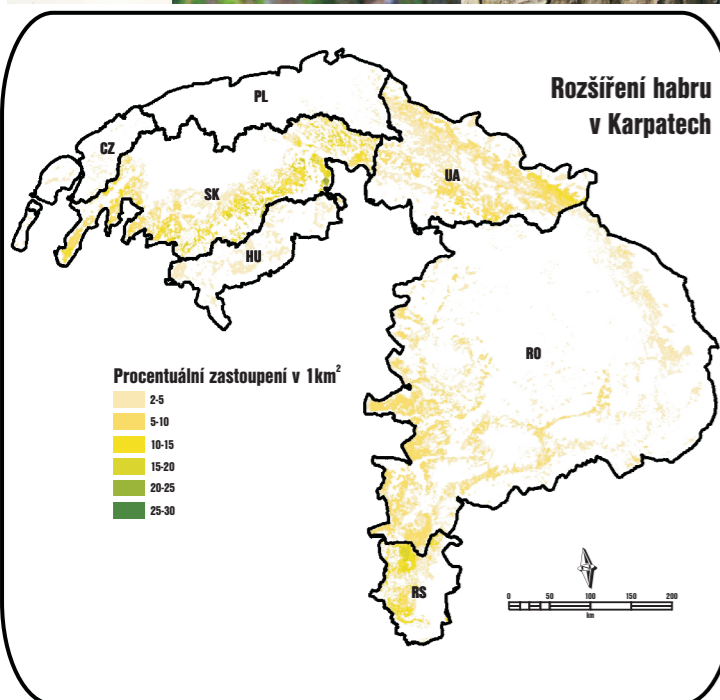 Rozšíření habru
v Karpatech
PL
CZ
SK
UA
HU
RO
RS
Procentuální zastoupení v 1km²
2-5
5-10
10-15
15-20
20-25
25-30
0 50 100 150 200
km